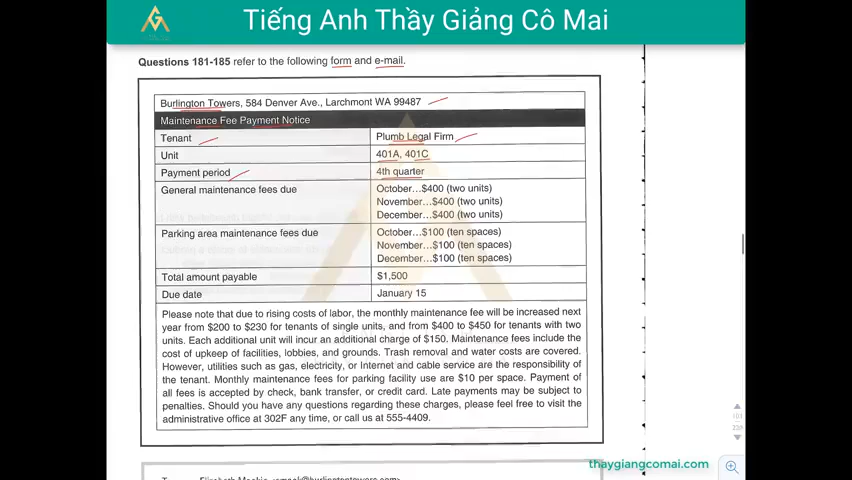 Tiếng Anh Thầy Giảng Cô Mai
Questions 181-185 refer to the following form and e-mail.
Burlington Towers, 584 Denver Ave., Larchmont WA 99487
Maintenance Fee Payment Notice
Tenant Plumb Legal Firm
Unit 401A, 401C
Payment period 4th quarter
General maintenance fees due October...$400 (two units)
November...$400 (two units)
December...$400 (two units)
Parking area maintenance fees due October...$100 (ten spaces)
November...$100 (ten spaces)
December...$100 (ten spaces)
Total amount payable $1,500
Due date January 15
Please note that due to rising costs of labor, the monthly maintenance fee will be increased next
year from $200 to $230 for tenants of single units, and from $400 to $450 for tenants with two
units. Each additional unit will incur an additional charge of $150. Maintenance fees include the
cost of upkeep of facilities, lobbies, and grounds. Trash removal and water costs are covered.
However, utilities such as gas, electricity, or Internet and cable service are the responsibility of
the tenant. Monthly maintenance fees for parking facility use are $10 per space. Payment of
all fees is accepted by check, bank transfer, or credit card. Late payments may be subject to
penalties. Should you have any questions regarding these charges, please feel free to visit the
administrative office at 302F any time, or call us at 555-4409.
thaygiangcomai.com